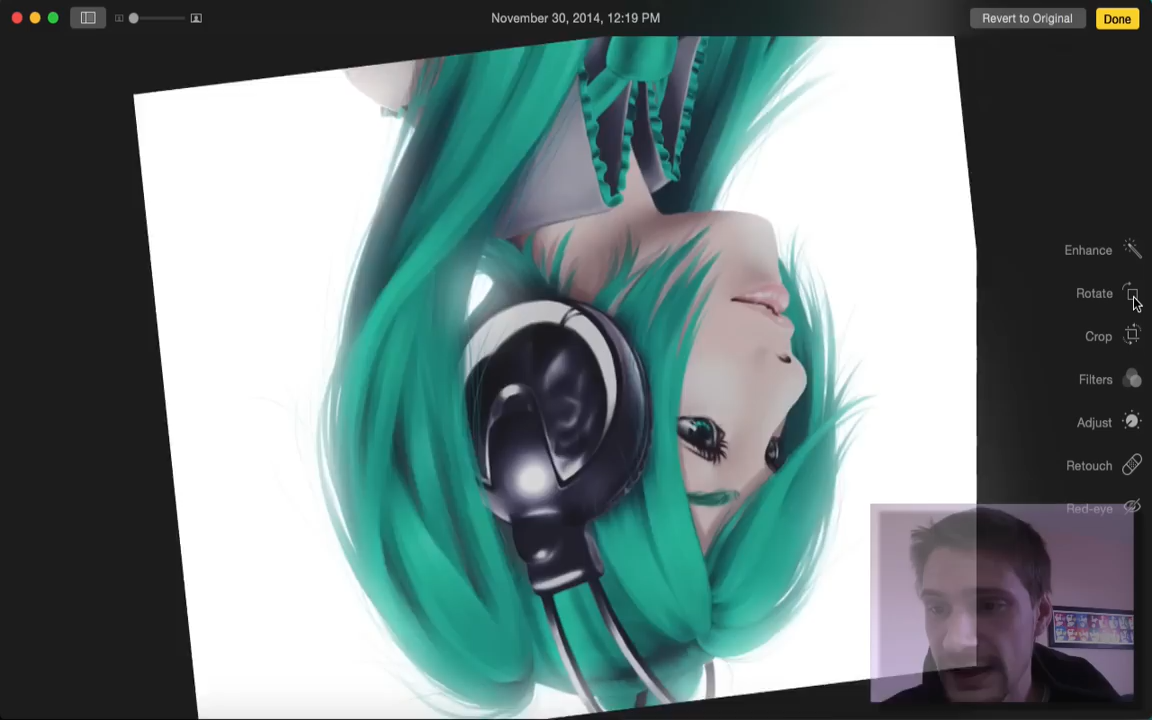 November 30, 2014, 12:19 PM
Revert to Original
Done
Enhance
Rotate
Crop
Filters
Adjust
Retouch
Red-eye